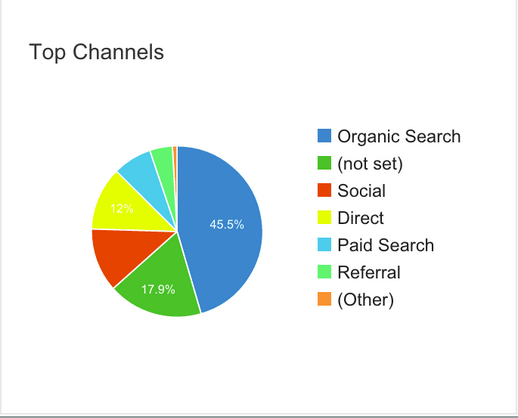 Top Channels
45.5%
17.9%
12%
Organic Search
(not set)
Social
Direct
Paid Search
Referral
(Other)